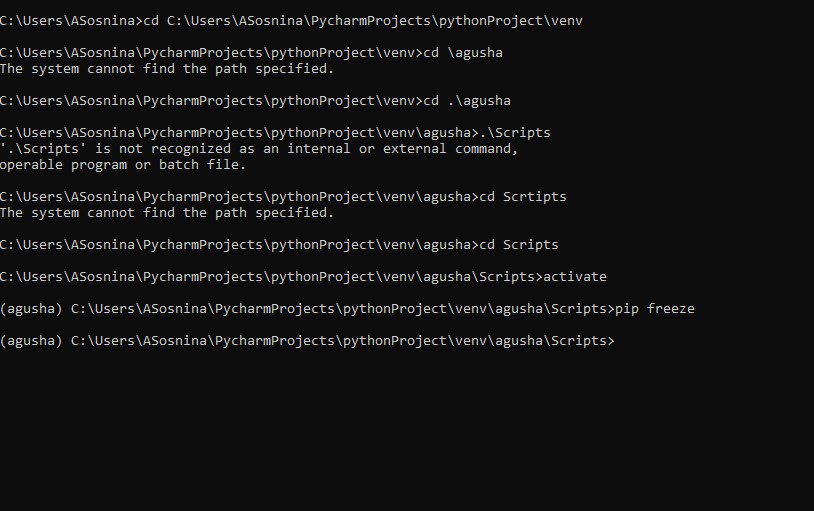 C:\Users\ASosnina>cd C:\Users\ASosnina\PycharmProjects\pythonProject\venv
C:\Users\ASosnina\PycharmProjects\pythonProject\venv>cd \agusha
The system cannot find the path specified.
C:\Users\ASosnina\PycharmProjects\pythonProject\venv>cd .\agusha
C:\Users\ASosnina\PycharmProjects\pythonProject\venv\agusha>.\Scripts
'.\Scripts' is not recognized as an internal or external command,
operable program or batch file.
C:\Users\ASosnina\PycharmProjects\pythonProject\venv\agusha>cd Scrtipts
The system cannot find the path specified.
C:\Users\ASosnina\PycharmProjects\pythonProject\venv\agusha>cd Scripts
C:\Users\ASosnina\PycharmProjects\pythonProject\venv\agusha\Scripts>activate
(agusha) C:\Users\ASosnina\PycharmProjects\pythonProject\venv\agusha\Scripts>pip freeze
(agusha) C:\Users\ASosnina\PycharmProjects\pythonProject\venv\agusha\Scripts>